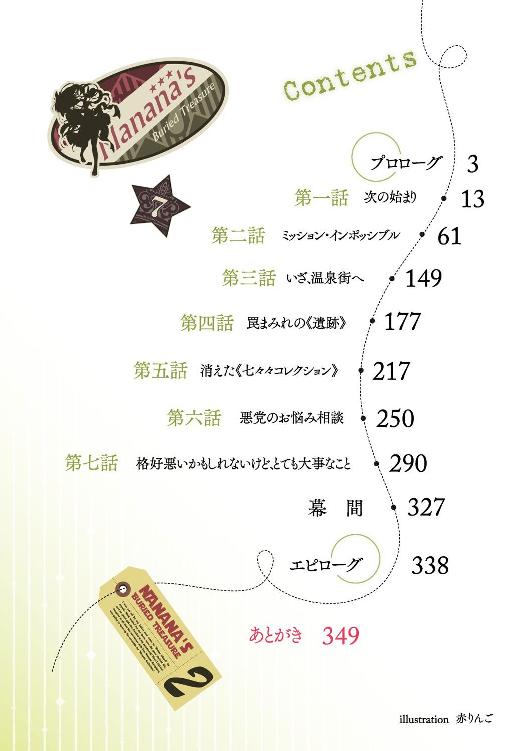 Nanana's
Buried Treasure
7
Contents
プロローグ 3
第一話 次の始まり 13
第二話 ミッション・インポッシブル 61
第三話 いざ、温泉街へ 149
第四話 罠まみれの《遺跡》 177
第五話 消えた《七々々コレクション》 217
第六話 悪党のお悩み相談 250
第七話 格好悪いかもしれないけど、とても大事なこと 290
幕間 327
エピローグ 338
あとがき 349
NANANA'S
BURIED TREASURE
2
illustration 赤りんご